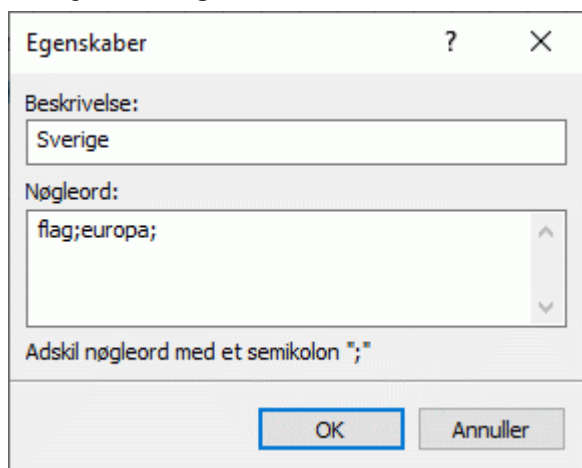 Egenskaber ?
Beskrivelse:
Sverige
Nøgleord:
flag;europa;
Adskil nøgleord med et semikolon ";"
OK Annuller